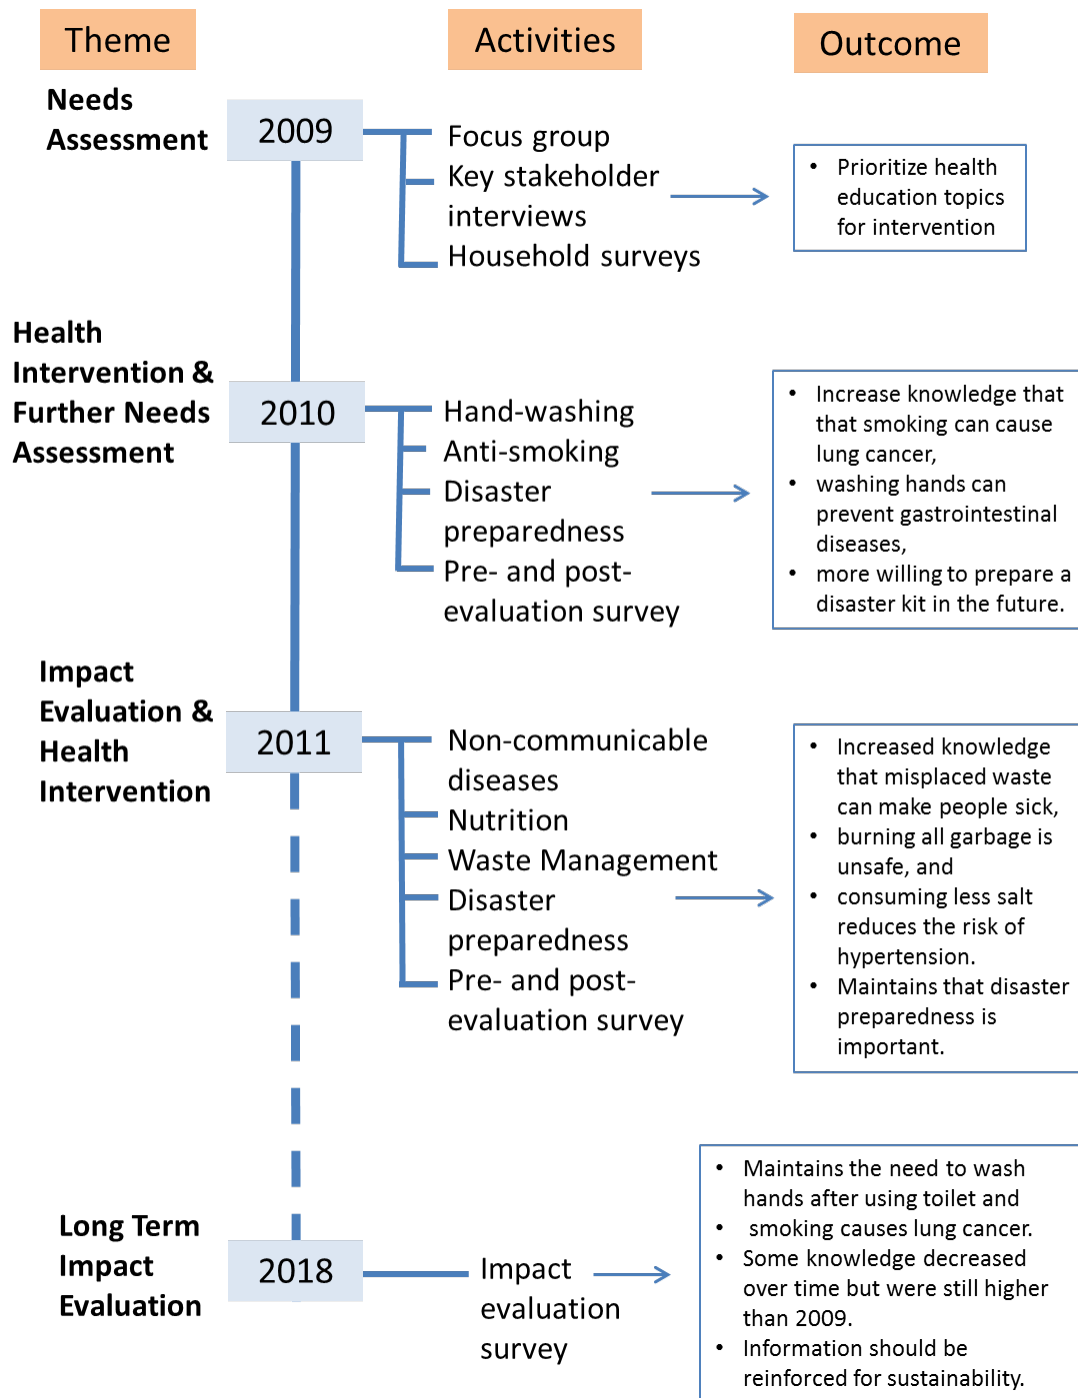 Theme
Activities
Outcome
Needs
Assessment
2009
Focus group
Key stakeholder
interviews
Household surveys
• Prioritize health
education topics
for intervention
Health
Intervention &
Further Needs
Assessment
2010
Hand-washing
Anti-smoking
Disaster
preparedness
Pre- and post-
evaluation survey
• Increase knowledge that
that smoking can cause
lung cancer,
• washing hands can
prevent gastrointestinal
diseases,
• more willing to prepare a
disaster kit in the future.
Impact
Evaluation &
Health
Intervention
2011
Non-communicable
diseases
Nutrition
Waste Management
Disaster
preparedness
Pre- and post-
evaluation survey
• Increased knowledge
that misplaced waste
can make people sick,
• burning all garbage is
unsafe, and
• consuming less salt
reduces the risk of
hypertension.
• Maintains that disaster
preparedness is
important.
Long Term
Impact
Evaluation
2018
Impact
evaluation
survey
• Maintains the need to wash
hands after using toilet and
• smoking causes lung cancer.
• Some knowledge decreased
over time but were still higher
than 2009.
• Information should be
reinforced for sustainability.